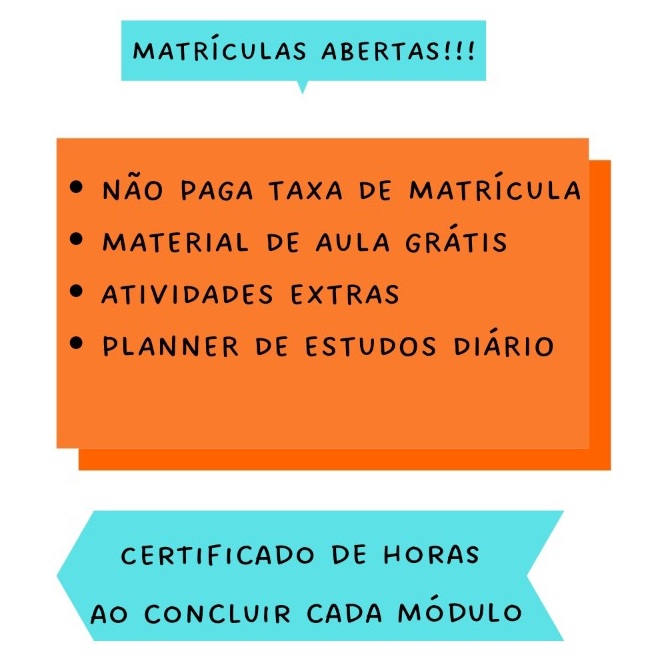 MATRÍCULAS ABERTAS!!!
• NÃO PAGA TAXA DE MATRÍCULA
• MATERIAL DE AULA GRÁTIS
• ATIVIDADES EXTRAS
• PLANNER DE ESTUDOS DIÁRIO
CERTIFICADO DE HORAS
AO CONCLUIR CADA MÓDULO